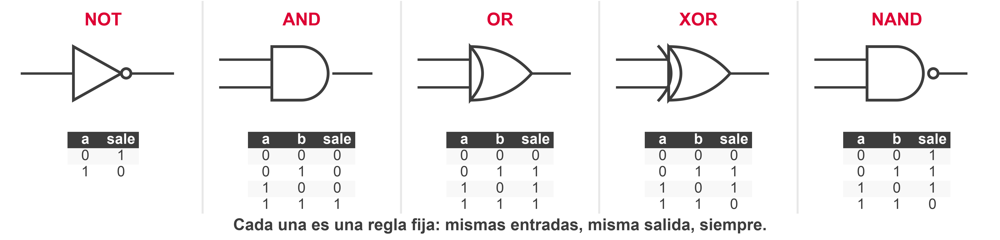 NOT AND OR XOR NAND
a sale a b sale a b sale a b sale a b sale
0 1 0 0 0 0 0 0 0 0 0 0 0 1
1 0 0 1 0 0 1 1 0 1 1 0 1 1
1 0 0 1 0 1 1 0 1 1 0 1
1 1 1 1 1 1 1 1 0 1 1 0
Cada una es una regla fija: mismas entradas, misma salida, siempre.